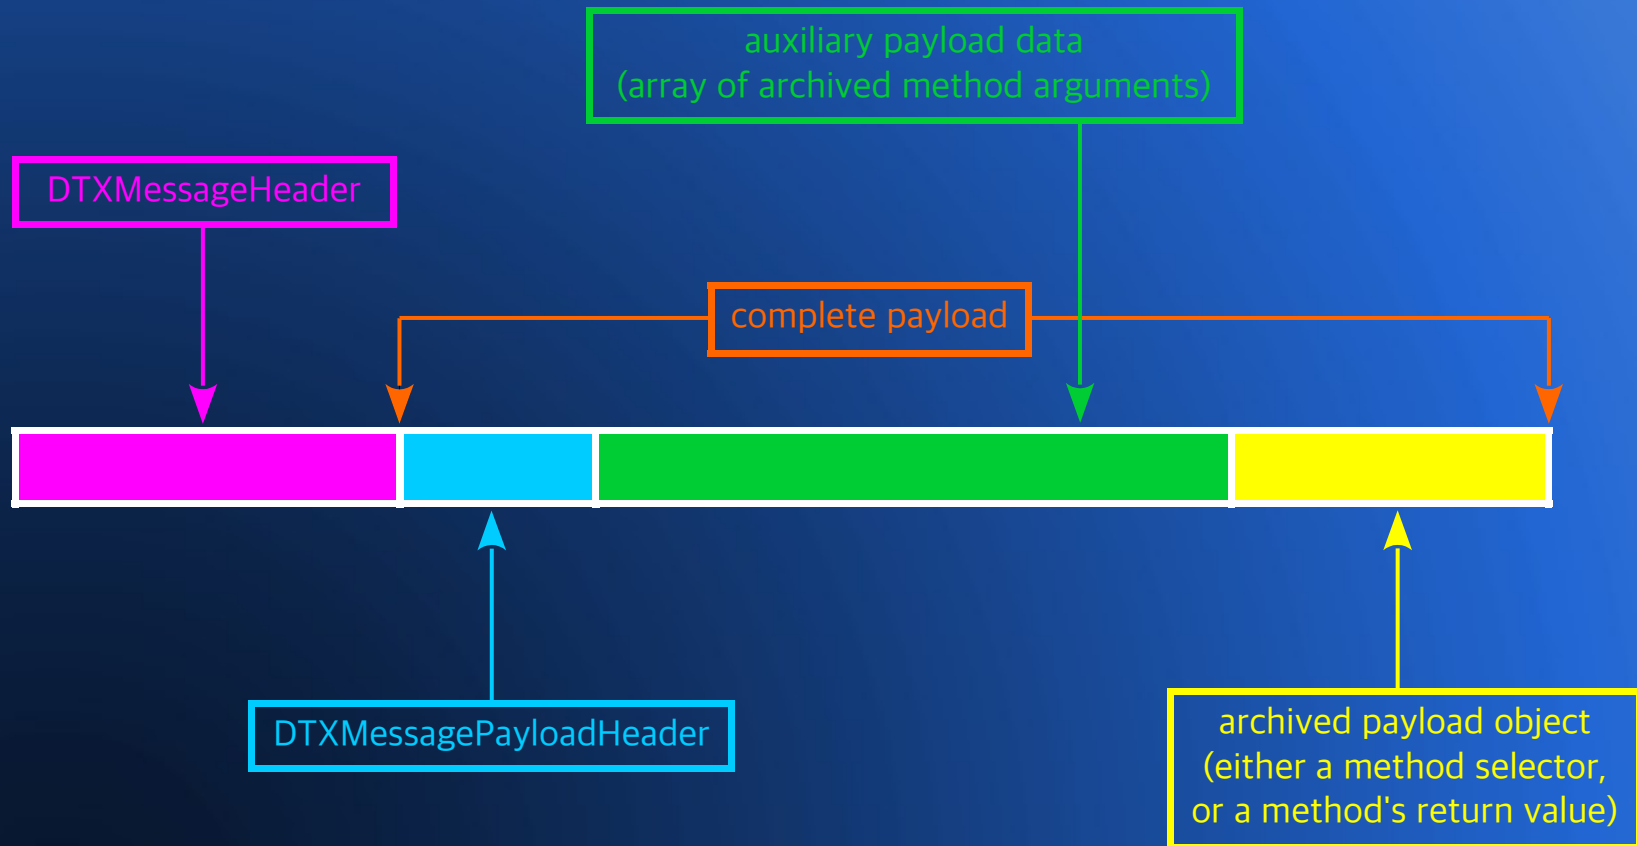 auxiliary payload data
(array of archived method arguments)
DTXMessageHeader
complete payload
DTXMessagePayloadHeader
archived payload object
(either a method selector,
or a method's return value)